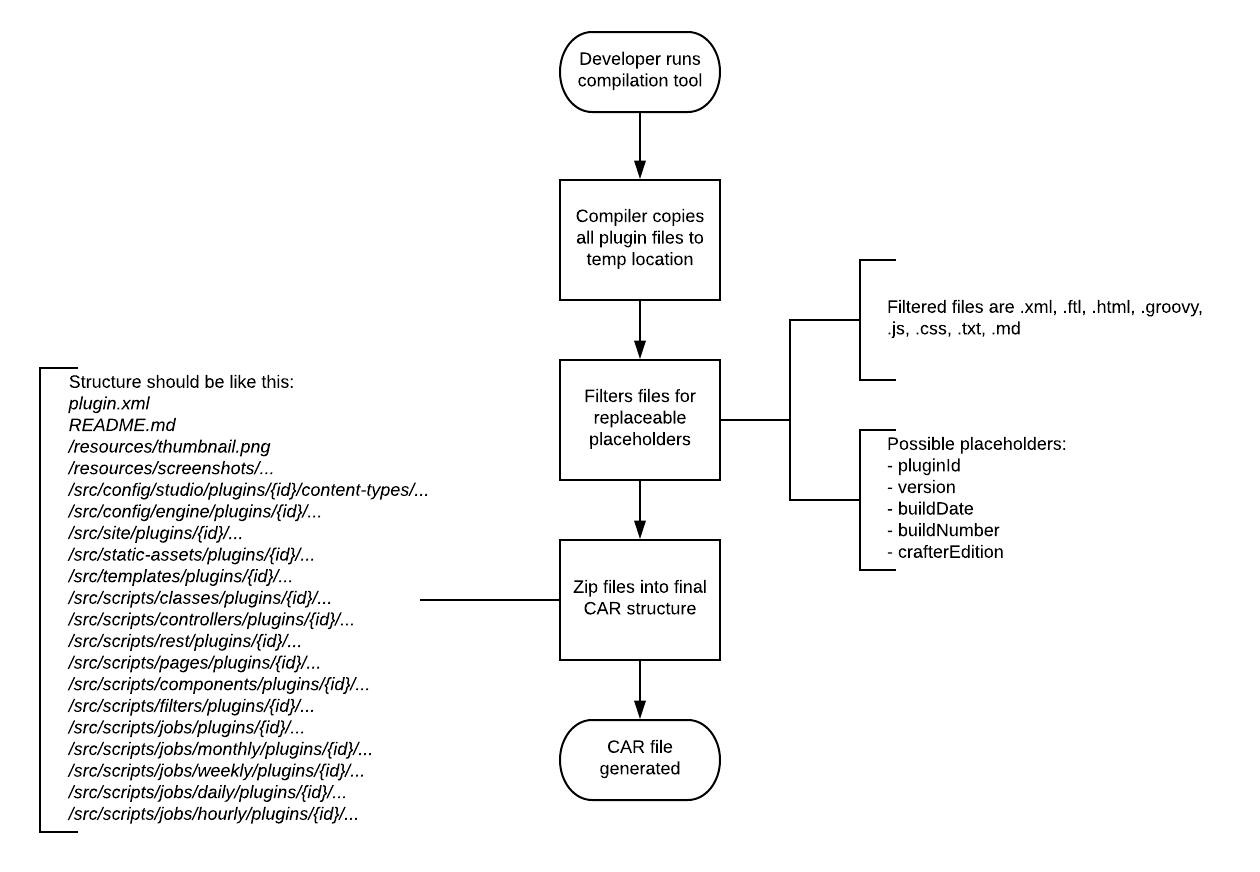 Developer runs
compilation tool
Compiler copies
all plugin files to
temp location
Filtered files are .xml, .ftl, .html, .groovy,
.js, .css, .txt, .md
Filters files for
replaceable
placeholders
Possible placeholders:
- pluginId
- version
- buildDate
- buildNumber
- crafterEdition
Structure should be like this:
plugin.xml
README.md
/resources/thumbnail.png
/resources/screenshots/...
/src/config/studio/plugins/{id}/content-types/...
/src/config/engine/plugins/{id}/...
/src/site/plugins/{id}/...
/src/static-assets/plugins/{id}/...
/src/templates/plugins/{id}/...
/src/scripts/classes/plugins/{id}/...
/src/scripts/controllers/plugins/{id}/...
/src/scripts/rest/plugins/{id}/...
/src/scripts/pages/plugins/{id}/...
/src/scripts/components/plugins/{id}/...
/src/scripts/filters/plugins/{id}/...
/src/scripts/jobs/plugins/{id}/...
/src/scripts/jobs/monthly/plugins/{id}/...
/src/scripts/jobs/weekly/plugins/{id}/...
/src/scripts/jobs/daily/plugins/{id}/...
/src/scripts/jobs/hourly/plugins/{id}/...
Zip files into final
CAR structure
CAR file
generated